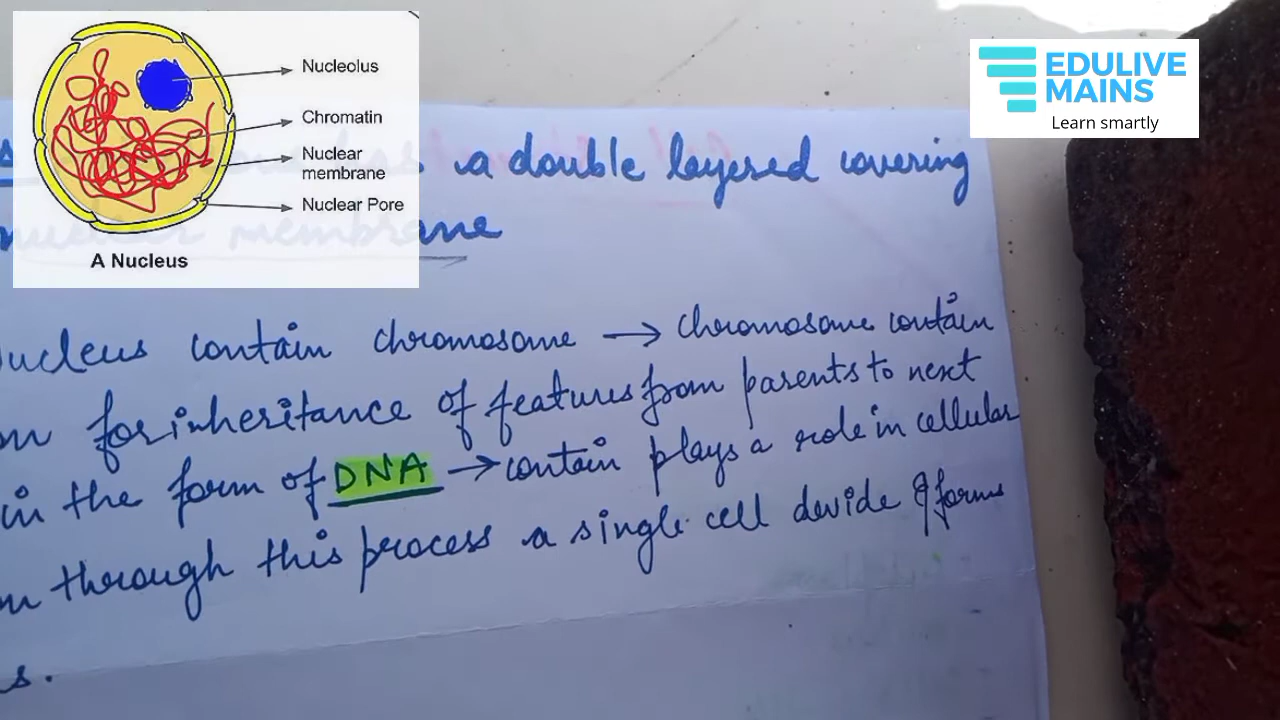 Nucleolus
Chromatin
Nuclear
membrane
Nuclear Pore
A Nucleus
EDULIVE
MAINS
Learn smartly
s a double layered covering
nuclear membrane
ucleus contain chromosome → chromosome contain
on for inheritance of features from parents to next
in the form of DNA → contain plays a role in cellular
on through this process a single cell devide & forms
s.